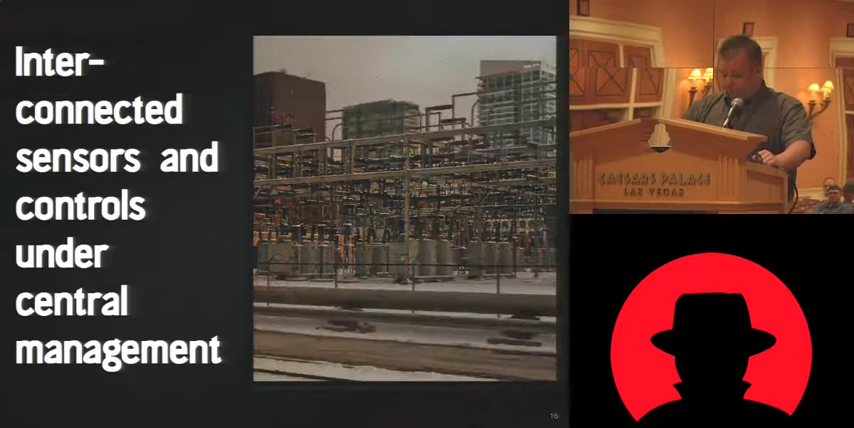 Inter-
connected
sensors and
controls
under
central
management
16
CAESARS PALACE
LAS VEGAS